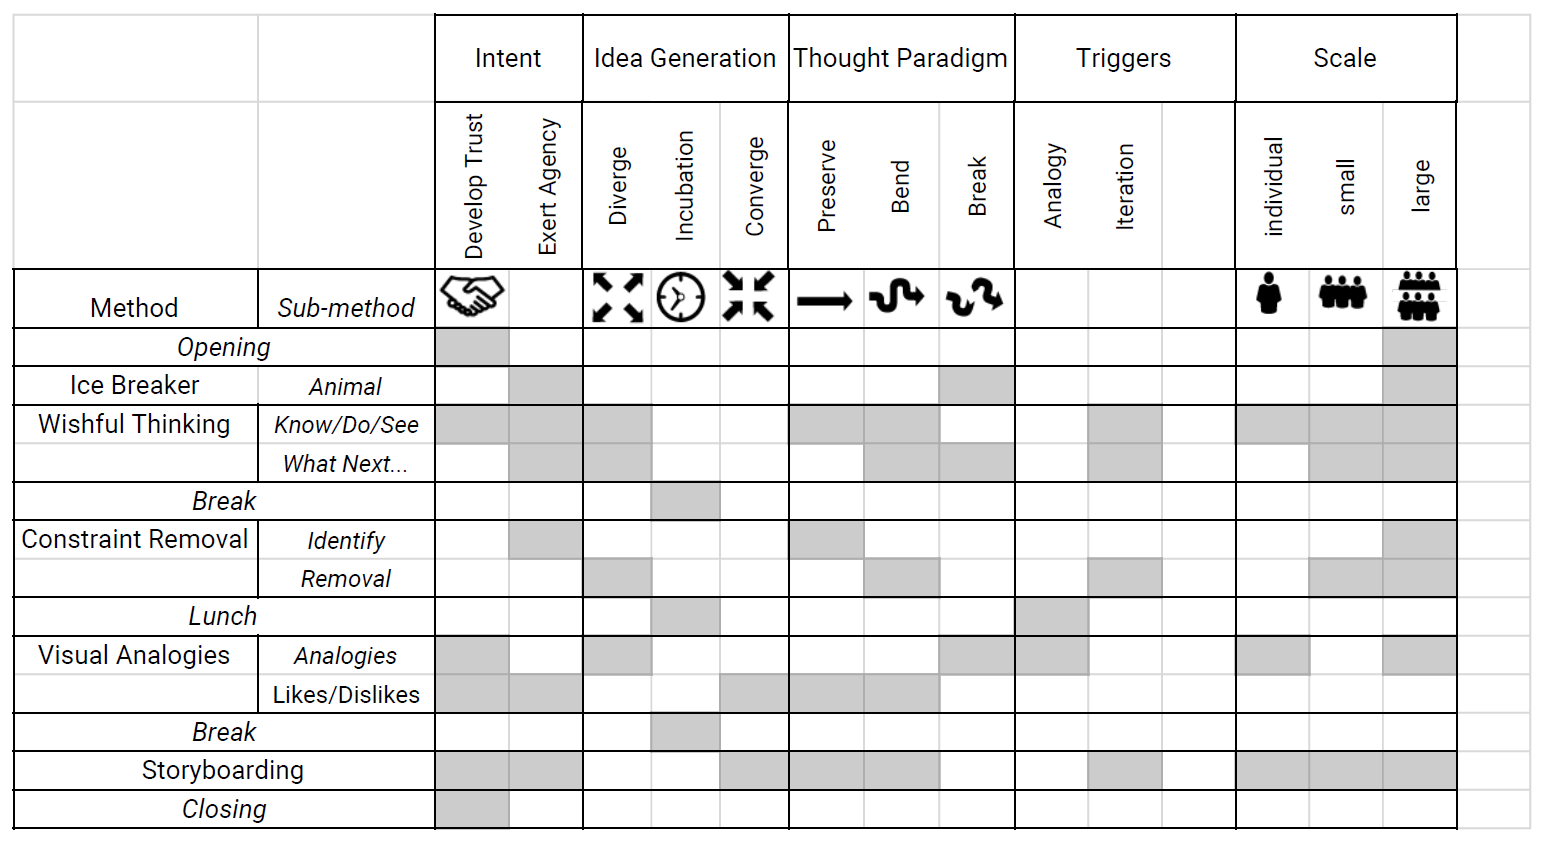 Intent Idea Generation Thought Paradigm Triggers Scale
Develop Trust Exert Agency Diverge Incubation Converge Preserve Bend Break Analogy Iteration individual small large
Method Sub-method
Opening
Ice Breaker Animal
Wishful Thinking Know/Do/See
What Next...
Break
Constraint Removal Identify
Removal
Lunch
Visual Analogies Analogies
Likes/Dislikes
Break
Storyboarding
Closing